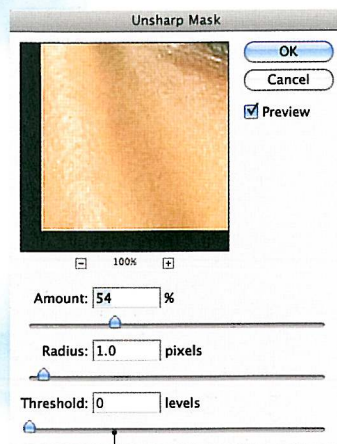 Unsharp Mask
OK
Cancel
Preview
100%
Amount: 54 %
Radius: 1.0 pixels
Threshold: 0 levels